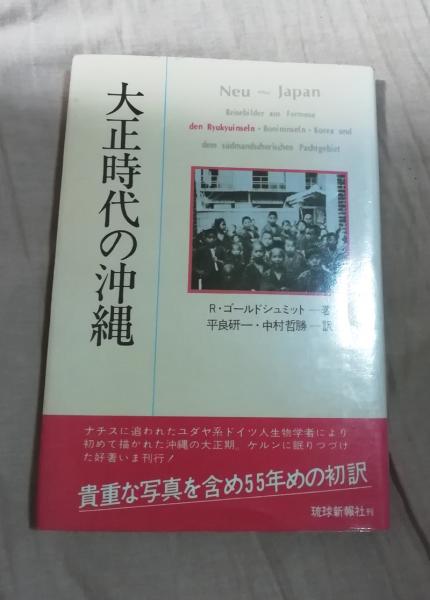 大正時代の沖縄
Neu – Japan
Reisebilder aus Formosa
den Ryukyuinseln · Bonininseln · Korea und
dem südmandschurischen Pachtgebiet
R・ゴールドシュミット―著
平良研一・中村哲勝―訳
ナチスに追われたユダヤ系ドイツ人生物学者により
初めて描かれた沖縄の大正期。ケルンに眠りつづけ
た好著いま刊行!
貴重な写真を含め55年めの初訳
琉球新報社刊